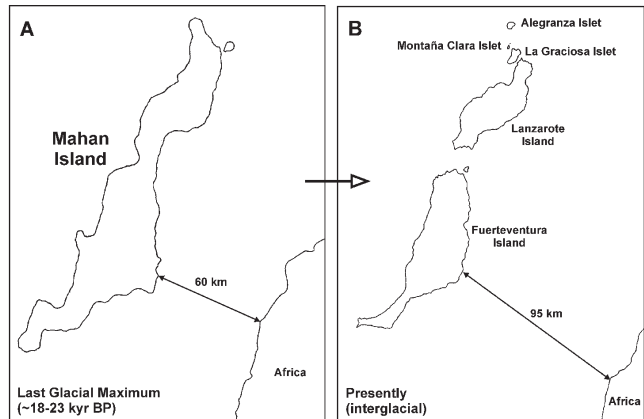 A
Mahan
Island
60 km
Africa
Last Glacial Maximum
(~18-23 kyr BP)
B
Alegranza Islet
Montaña Clara Islet
La Graciosa Islet
Lanzarote
Island
Fuerteventura
Island
95 km
Africa
Presently
(interglacial)